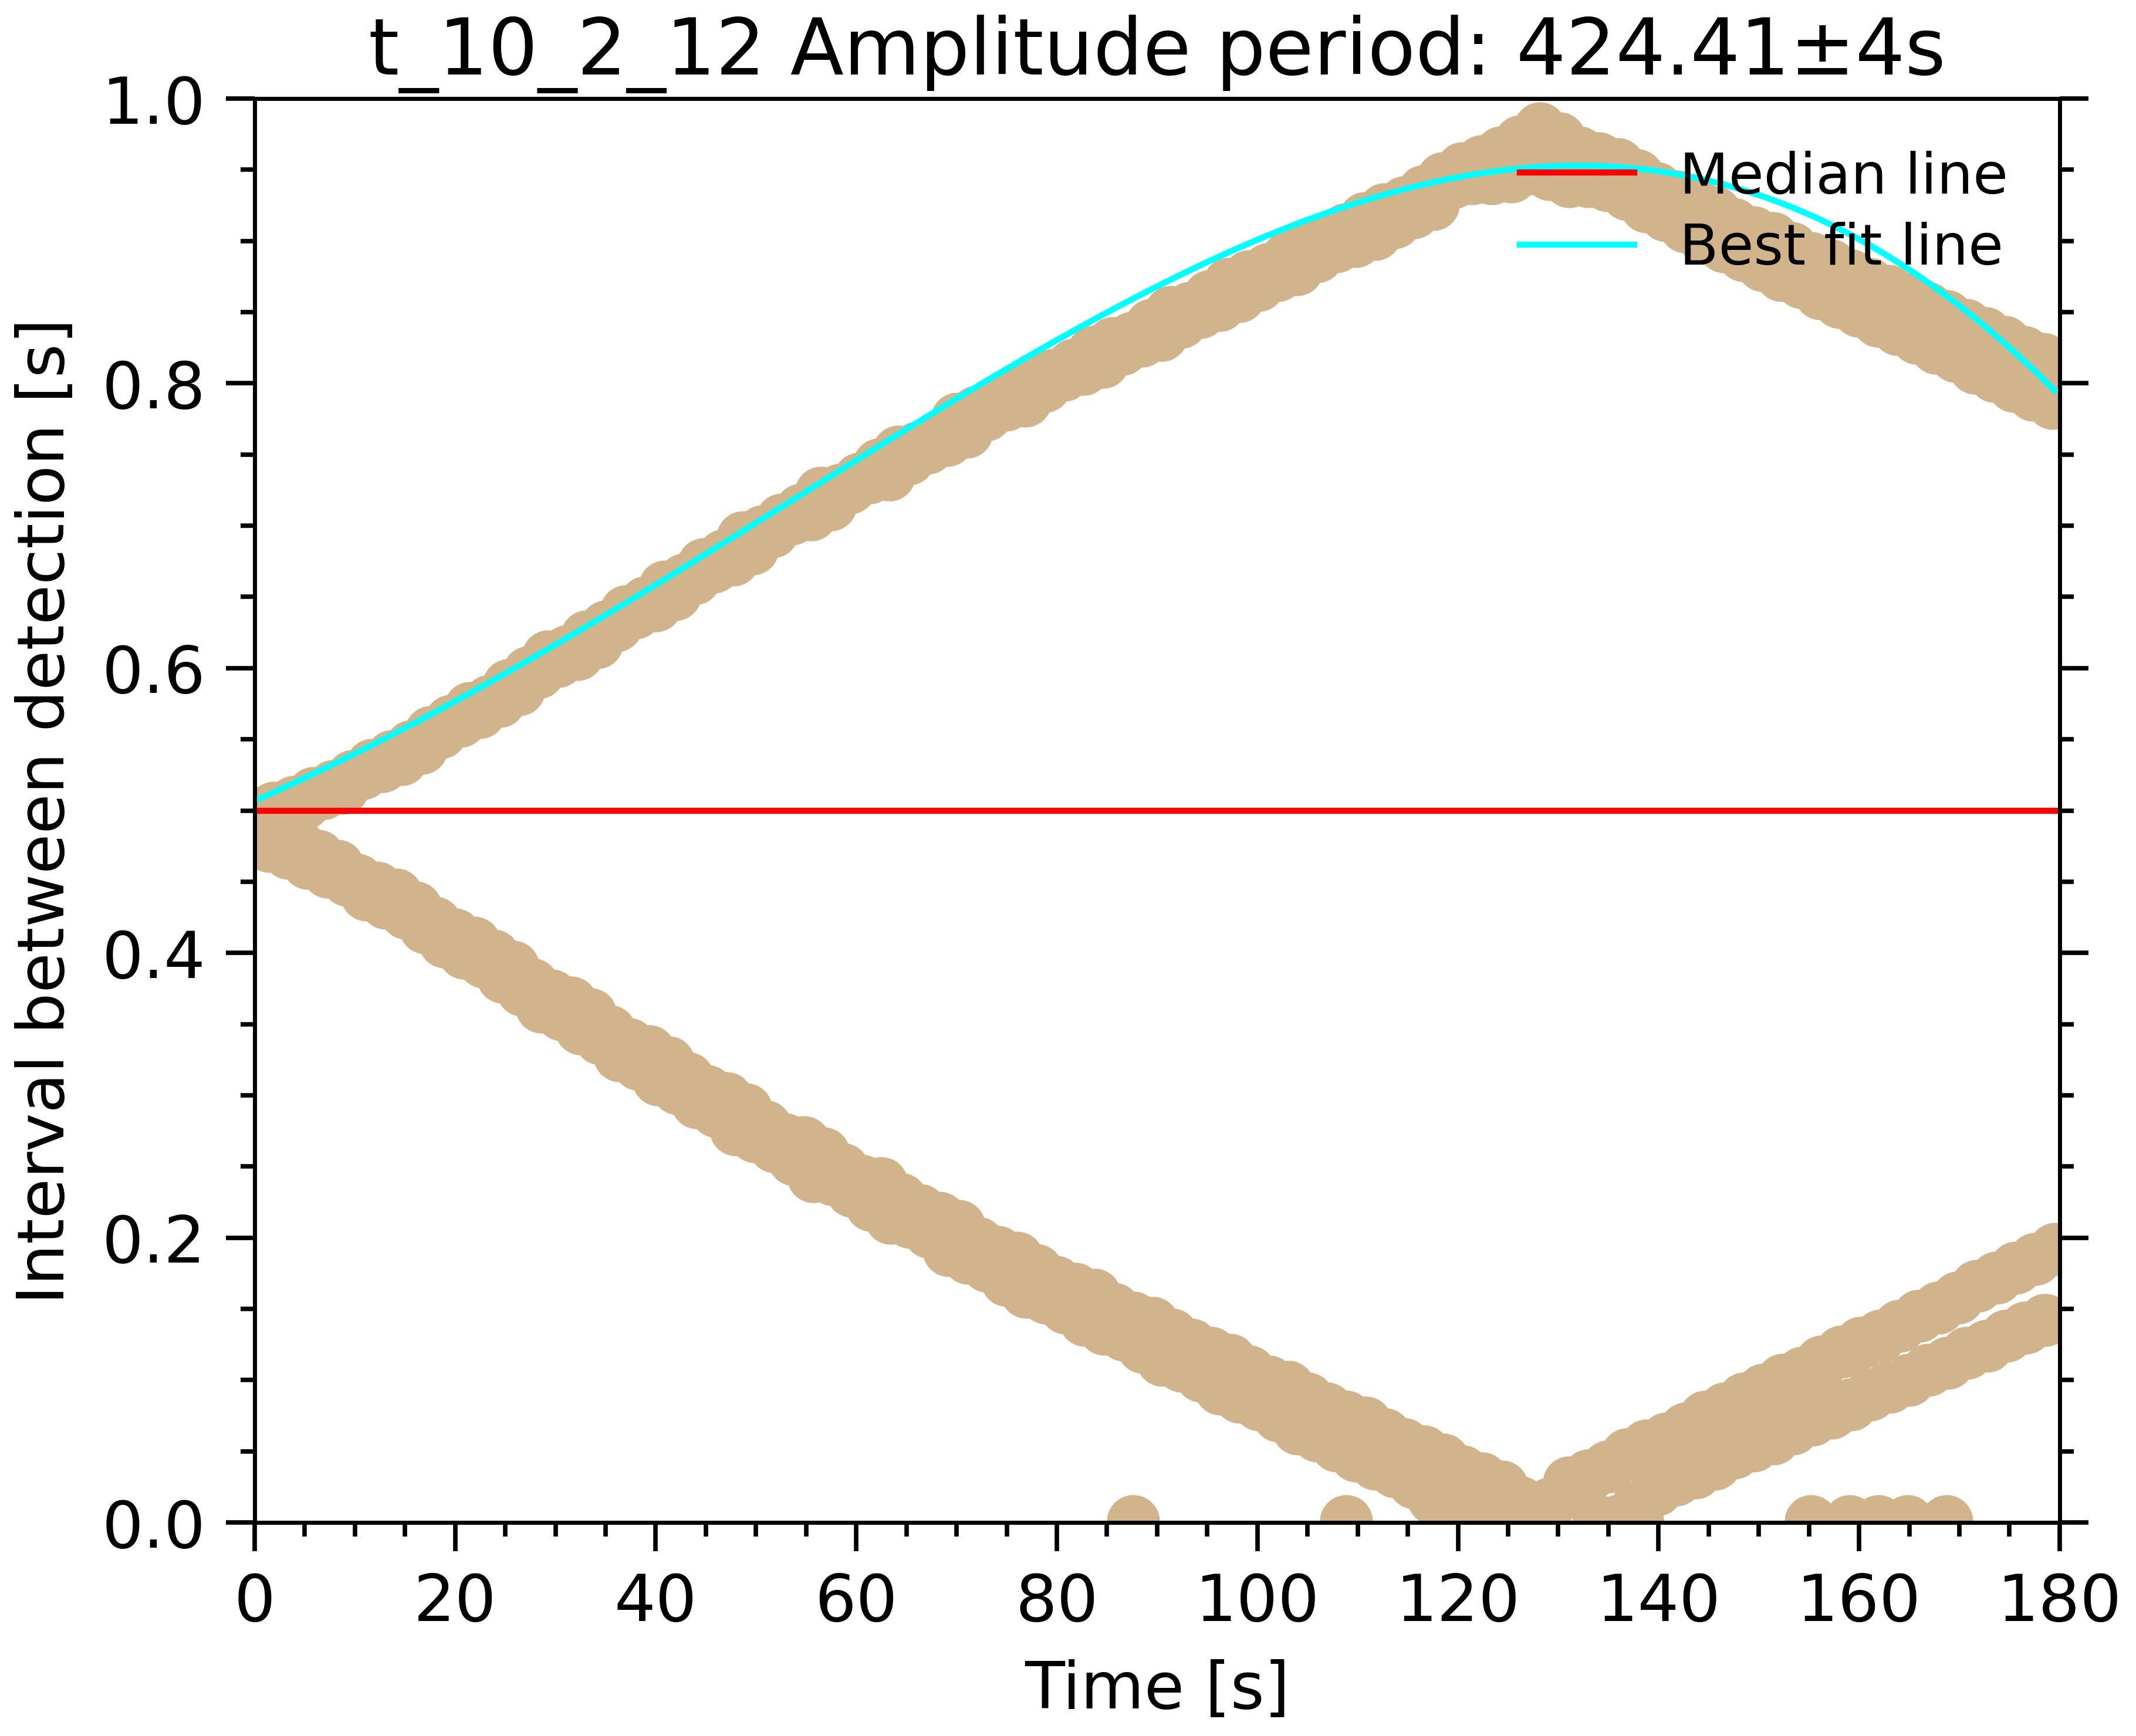 t_10_2_12 Amplitude period: 424.41±4s
1.0
0.8
0.6
0.4
0.2
0.0
Interval between detection [s]
Median line
Best fit line
0 20 40 60 80 100 120 140 160 180
Time [s]